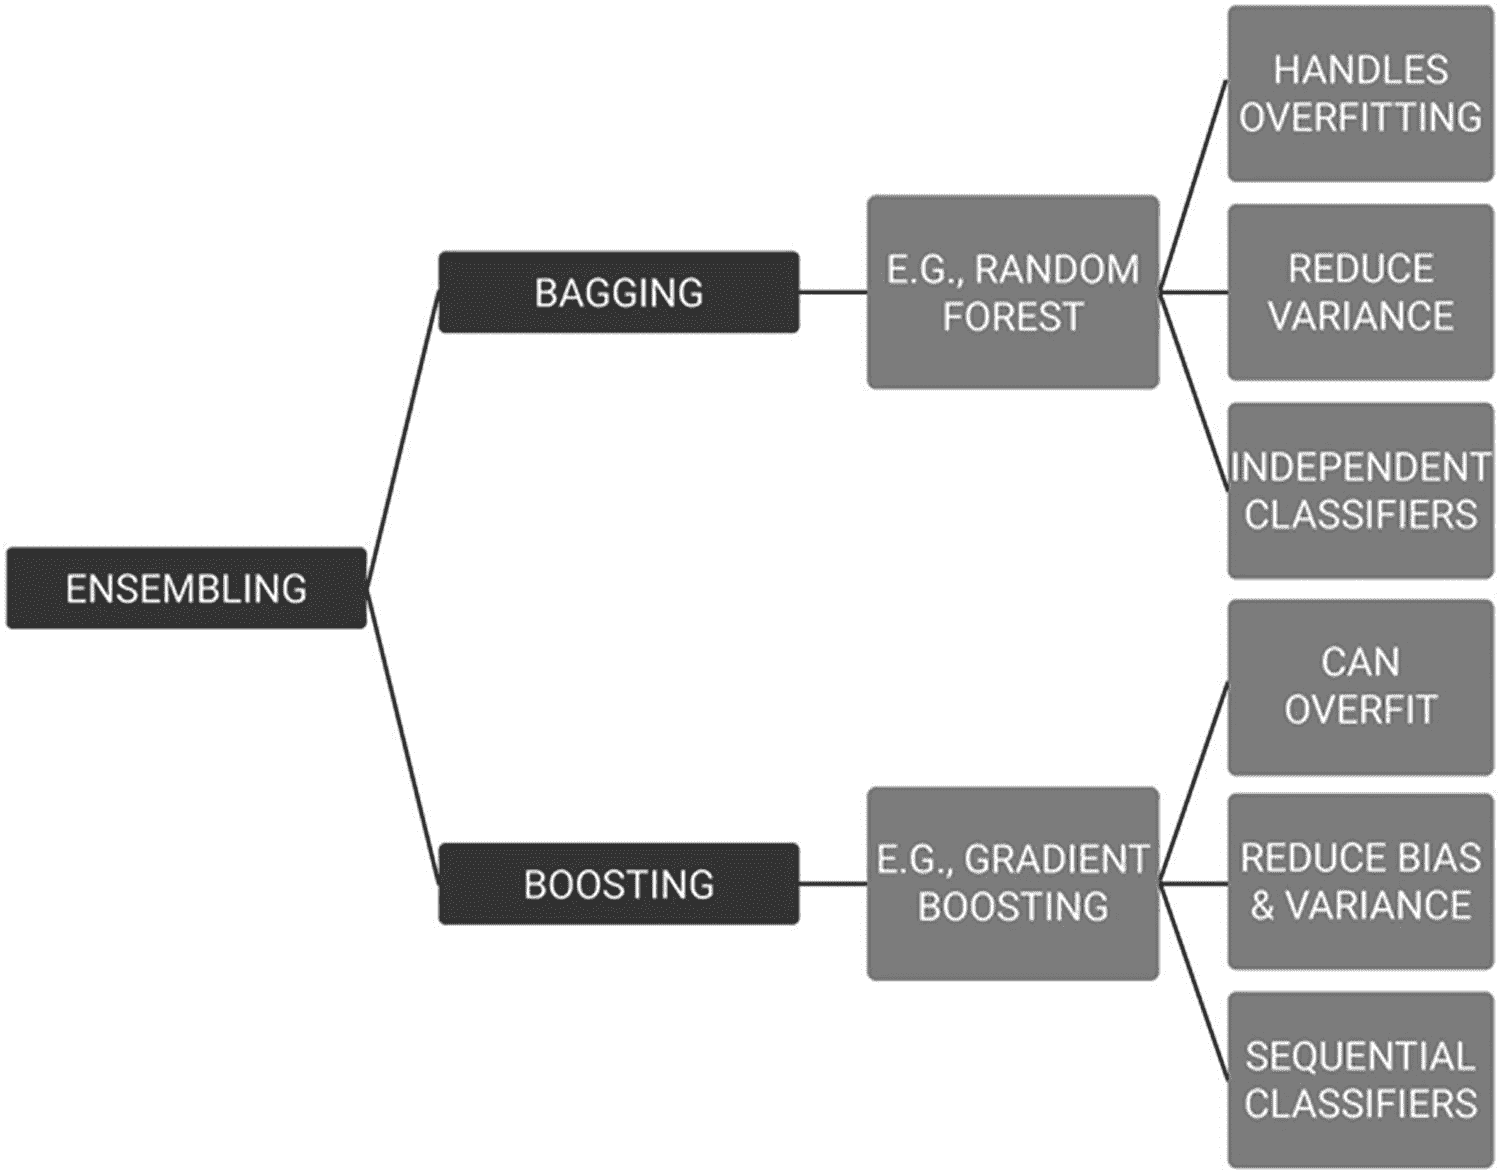 ENSEMBLING
BAGGING
E.G., RANDOM
FOREST
HANDLES
OVERFITTING
REDUCE
VARIANCE
INDEPENDENT
CLASSIFIERS
BOOSTING
E.G., GRADIENT
BOOSTING
CAN
OVERFIT
REDUCE BIAS
& VARIANCE
SEQUENTIAL
CLASSIFIERS